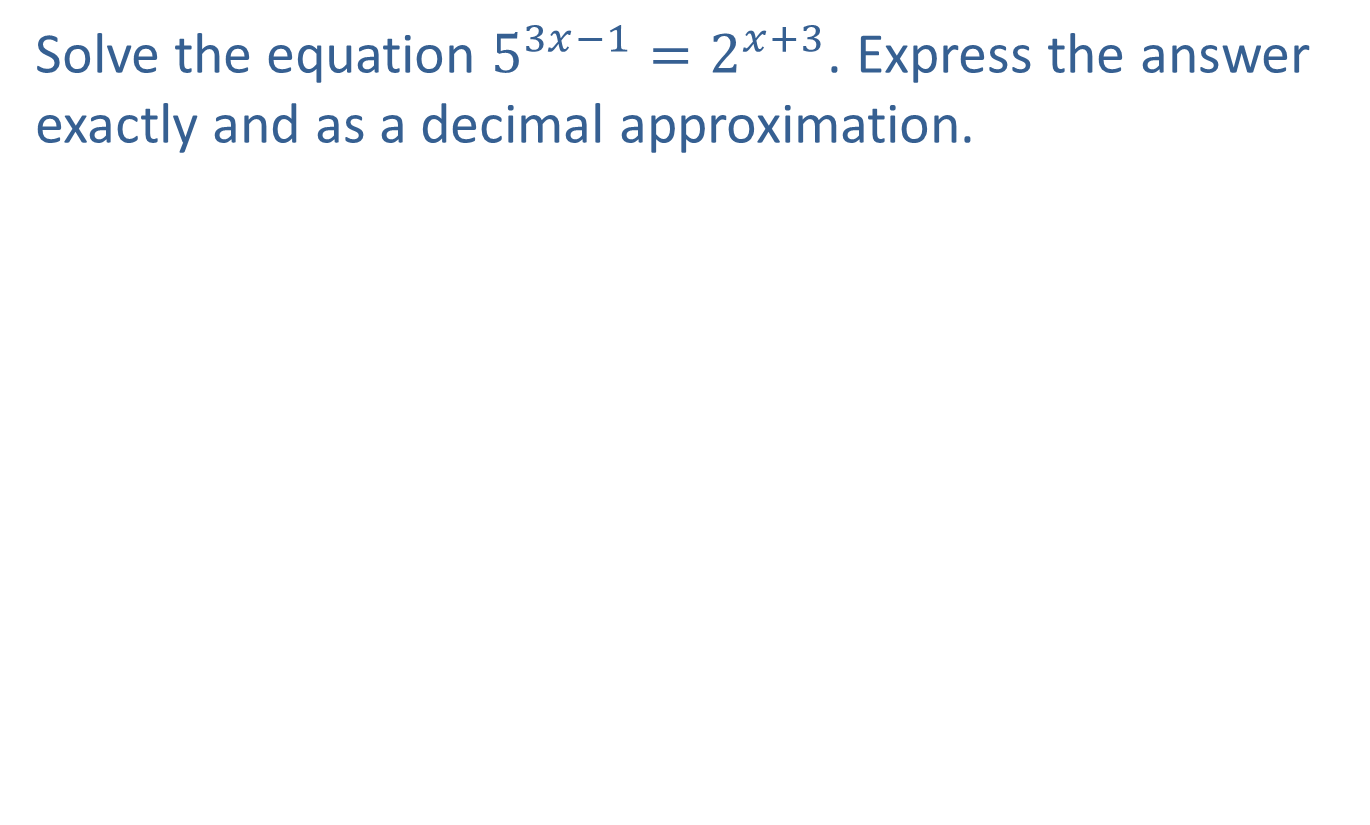 Solve the equation 5^{3x−1} = 2^{x+3}. Express the answer
exactly and as a decimal approximation.